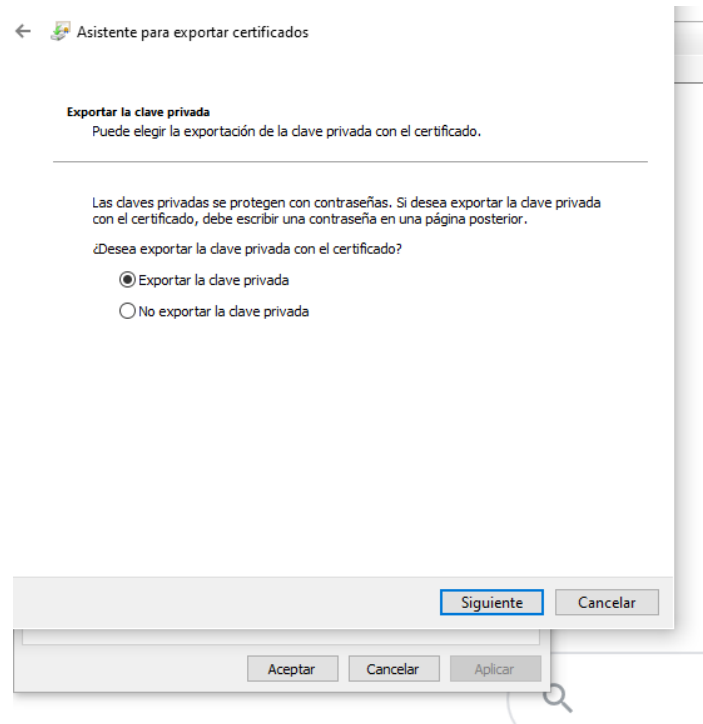 Asistente para exportar certificados
Exportar la clave privada
Puede elegir la exportación de la clave privada con el certificado.
Las claves privadas se protegen con contraseñas. Si desea exportar la clave privada
con el certificado, debe escribir una contraseña en una página posterior.
¿Desea exportar la clave privada con el certificado?
Exportar la clave privada
No exportar la clave privada
Siguiente
Cancelar
Aceptar
Cancelar
Aplicar